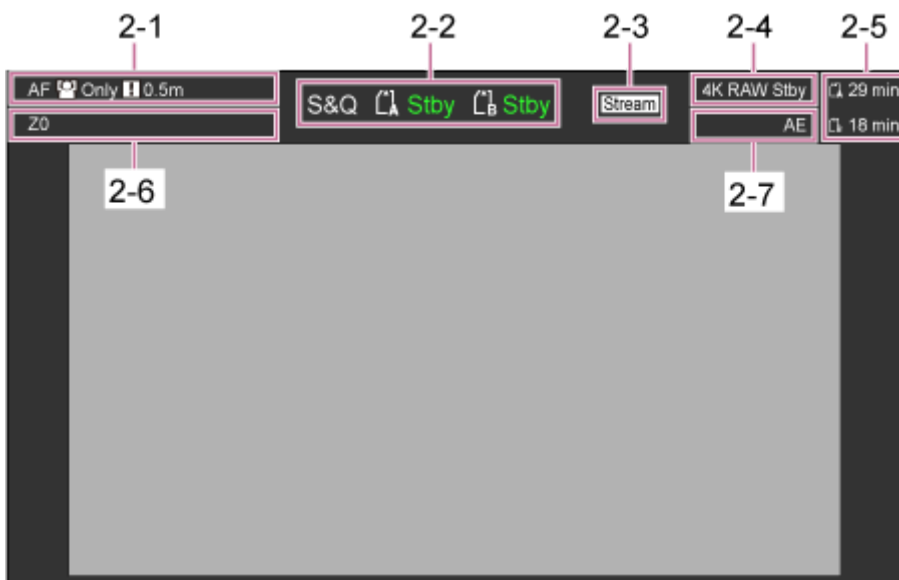 2-1 2-2 2-3 2-4 2-5
AF Only 0.5m S&Q A Stby B Stby Stream 4K RAW Stby 29 min
Z0 AE 18 min
2-6 2-7